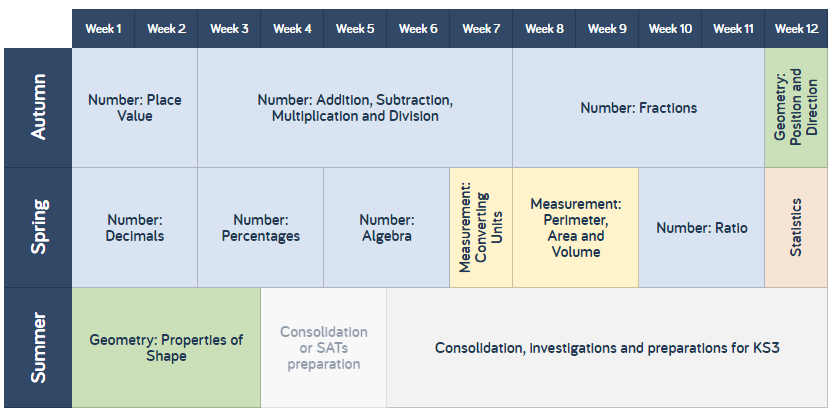 Week 1 Week 2 Week 3 Week 4 Week 5 Week 6 Week 7 Week 8 Week 9 Week 10 Week 11 Week 12
Autumn
Number: Place
Value
Number: Addition, Subtraction,
Multiplication and Division
Number: Fractions
Geometry:
Position and
Direction
Spring
Number:
Decimals
Number:
Percentages
Number:
Algebra
Measurement:
Converting
Units
Measurement:
Perimeter,
Area and
Volume
Number: Ratio
Statistics
Summer
Geometry: Properties of
Shape
Consolidation
or SATs
preparation
Consolidation, investigations and preparations for KS3